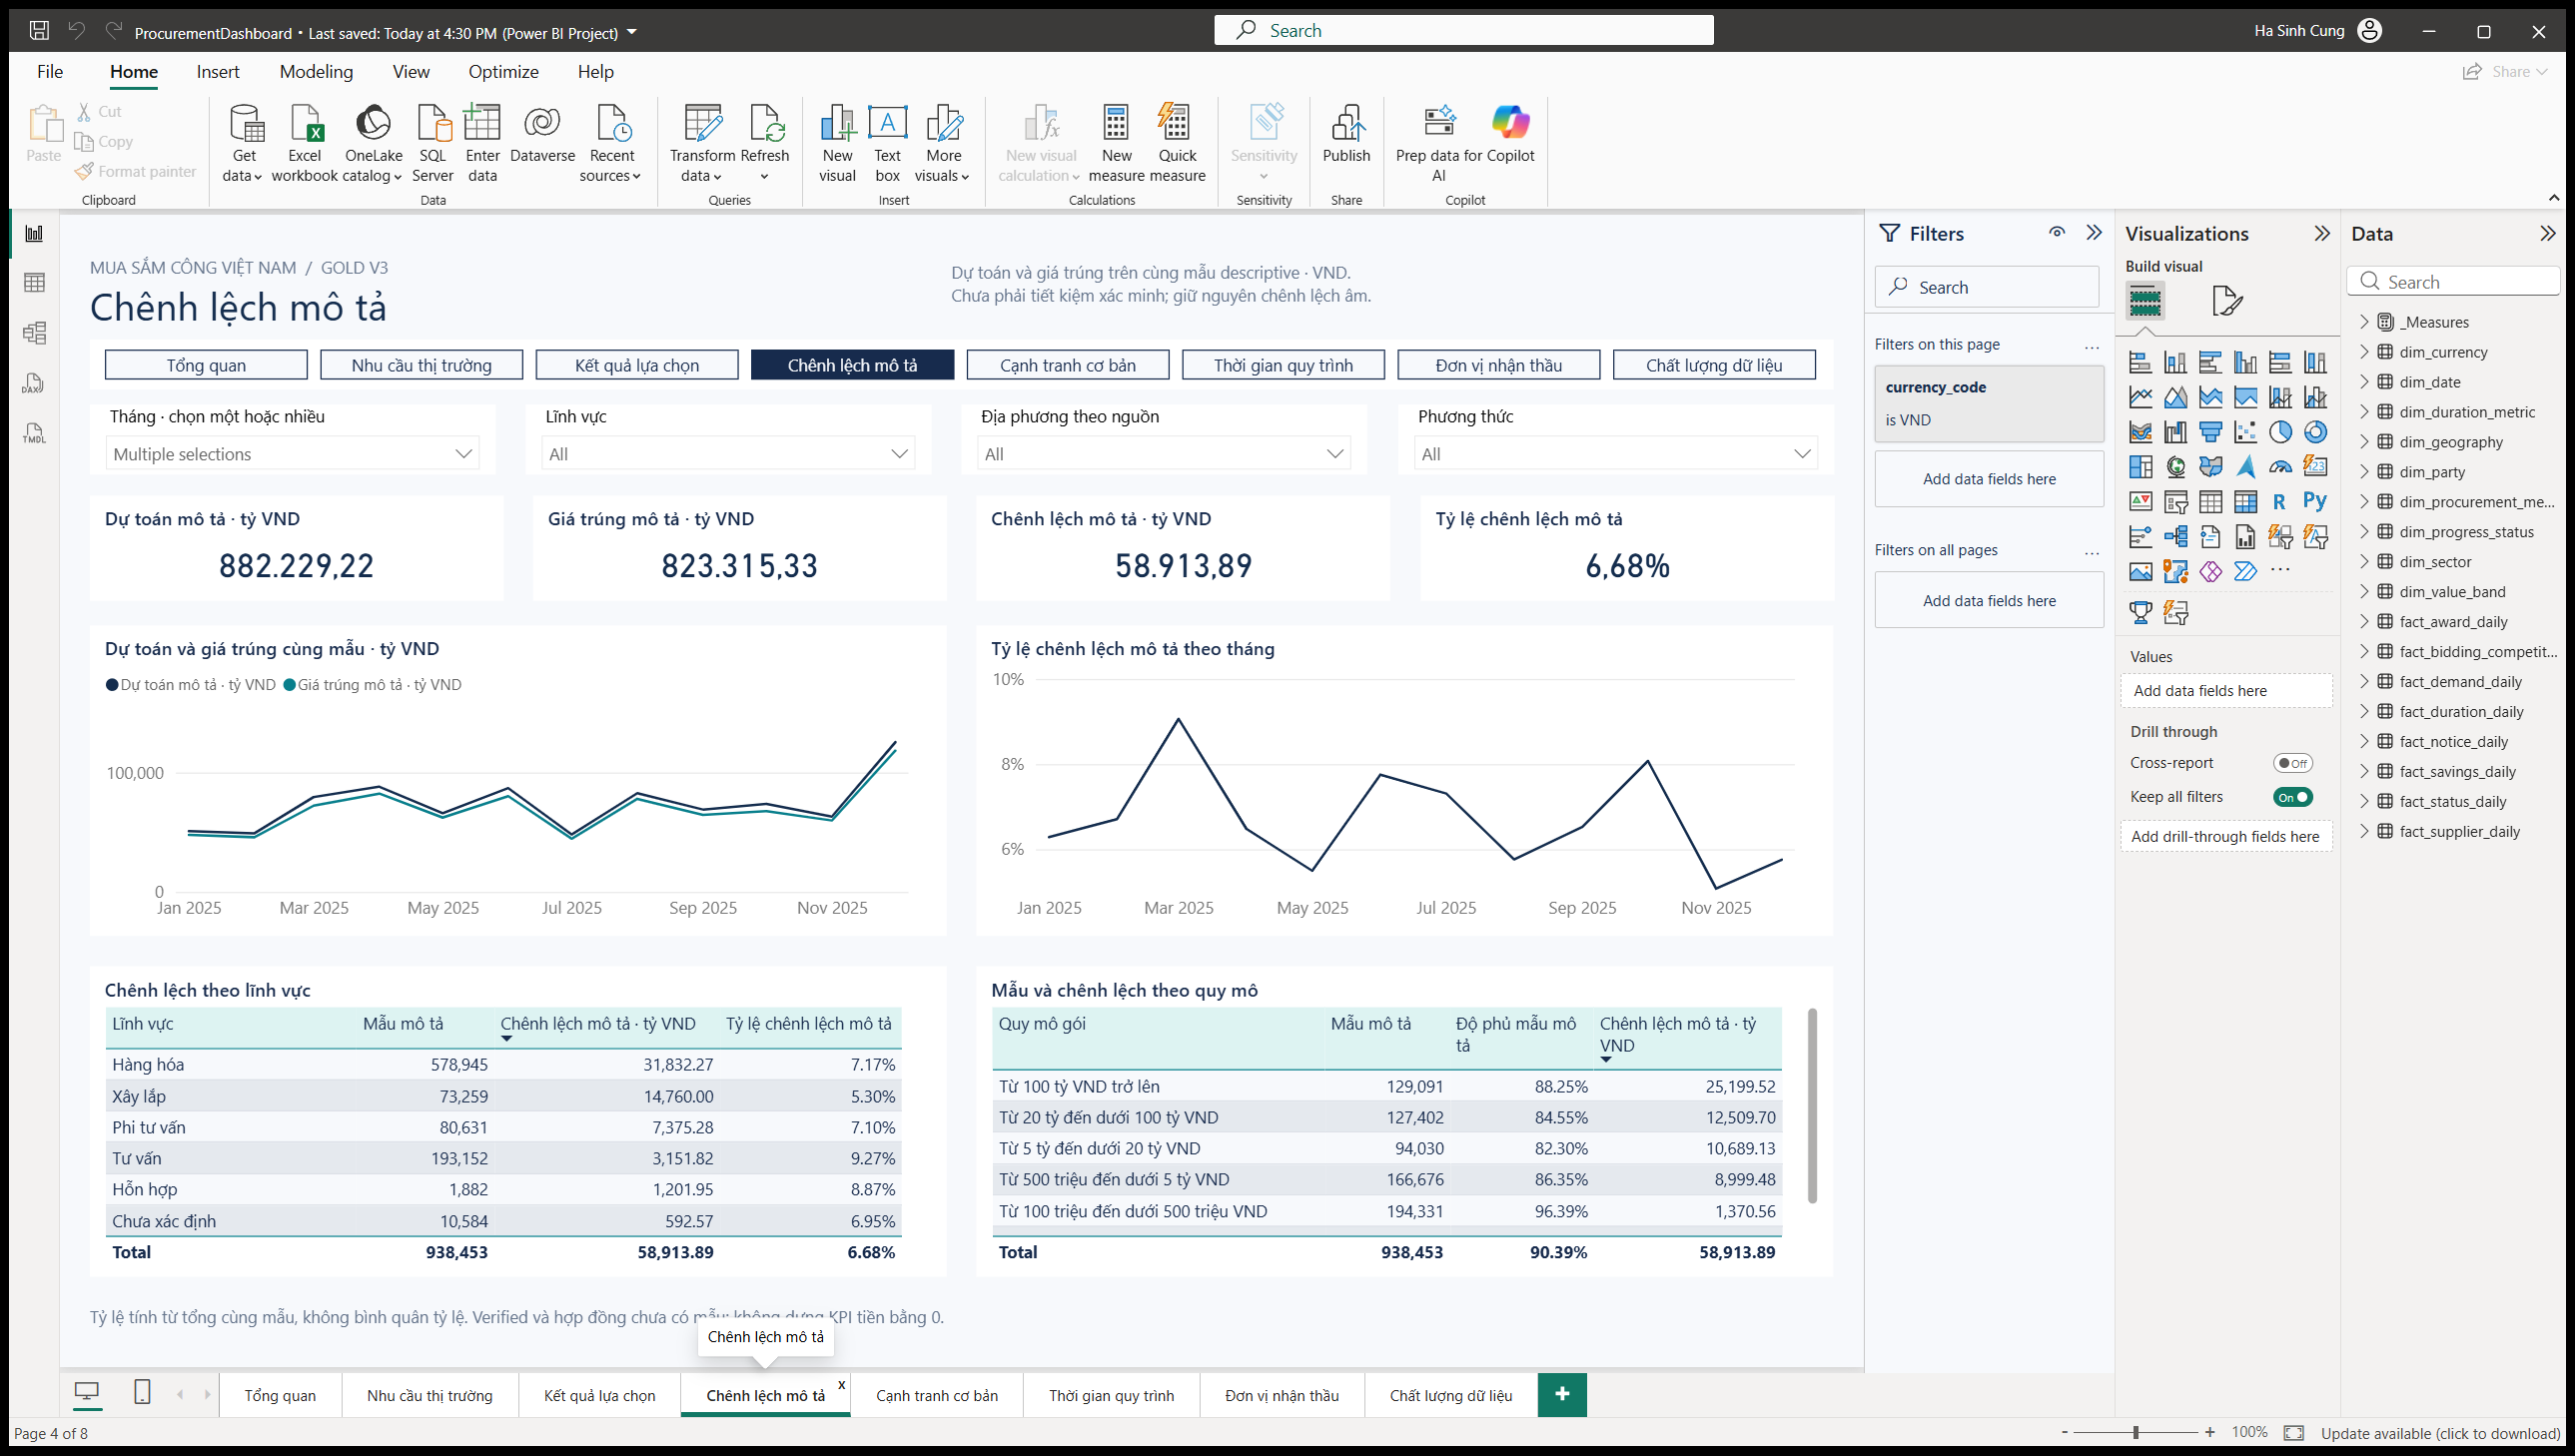 ProcurementDashboard • Last saved: Today at 4:30 PM (Power BI Project)
Search
Ha Sinh Cung
File
Home
Insert
Modeling
View
Optimize
Help
Share
Paste
Cut
Copy
Format painter
Clipboard
Get data
Excel workbook
OneLake catalog
SQL Server
Enter data
Dataverse
Recent sources
Data
Transform data
Refresh
Queries
New visual
Text box
More visuals
Insert
New visual calculation
New measure
Quick measure
Calculations
Sensitivity
Sensitivity
Publish
Share
Prep data for AI
Copilot
Copilot
DAX
TMDL
MUA SẮM CÔNG VIỆT NAM / GOLD V3
Chênh lệch mô tả
Dự toán và giá trúng trên cùng mẫu descriptive · VND.
Chưa phải tiết kiệm xác minh; giữ nguyên chênh lệch âm.
Tổng quan
Nhu cầu thị trường
Kết quả lựa chọn
Chênh lệch mô tả
Cạnh tranh cơ bản
Thời gian quy trình
Đơn vị nhận thầu
Chất lượng dữ liệu
Tháng · chọn một hoặc nhiều
Multiple selections
Lĩnh vực
All
Địa phương theo nguồn
All
Phương thức
All
Dự toán mô tả · tỷ VND
882.229,22
Giá trúng mô tả · tỷ VND
823.315,33
Chênh lệch mô tả · tỷ VND
58.913,89
Tỷ lệ chênh lệch mô tả
6,68%
Dự toán và giá trúng cùng mẫu · tỷ VND
Dự toán mô tả · tỷ VND Giá trúng mô tả · tỷ VND
100,000
0
Jan 2025 Mar 2025 May 2025 Jul 2025 Sep 2025 Nov 2025
Tỷ lệ chênh lệch mô tả theo tháng
10%
8%
6%
Jan 2025 Mar 2025 May 2025 Jul 2025 Sep 2025 Nov 2025
Chênh lệch theo lĩnh vực
Lĩnh vực Mẫu mô tả Chênh lệch mô tả · tỷ VND Tỷ lệ chênh lệch mô tả
Hàng hóa 578,945 31,832.27 7.17%
Xây lắp 73,259 14,760.00 5.30%
Phi tư vấn 80,631 7,375.28 7.10%
Tư vấn 193,152 3,151.82 9.27%
Hỗn hợp 1,882 1,201.95 8.87%
Chưa xác định 10,584 592.57 6.95%
Total 938,453 58,913.89 6.68%
Mẫu và chênh lệch theo quy mô
Quy mô gói Mẫu mô tả Độ phủ mẫu mô tả Chênh lệch mô tả · tỷ VND
Từ 100 tỷ VND trở lên 129,091 88.25% 25,199.52
Từ 20 tỷ đến dưới 100 tỷ VND 127,402 84.55% 12,509.70
Từ 5 tỷ đến dưới 20 tỷ VND 94,030 82.30% 10,689.13
Từ 500 triệu đến dưới 5 tỷ VND 166,676 86.35% 8,999.48
Từ 100 triệu đến dưới 500 triệu VND 194,331 96.39% 1,370.56
Total 938,453 90.39% 58,913.89
Tỷ lệ tính từ tổng cùng mẫu, không bình quân tỷ lệ. Verified và hợp đồng chưa có mẫu; không dựng KPI tiền bằng 0.
Chênh lệch mô tả
Filters
Search
Filters on this page
...
currency_code
is VND
Add data fields here
Filters on all pages
...
Add data fields here
Visualizations
Build visual
123
R
Py
...
Values
Add data fields here
Drill through
Cross-report
Off
Keep all filters
On
Add drill-through fields here
Data
Search
_Measures
dim_currency
dim_date
dim_duration_metric
dim_geography
dim_party
dim_procurement_me...
dim_progress_status
dim_sector
dim_value_band
fact_award_daily
fact_bidding_competit...
fact_demand_daily
fact_duration_daily
fact_notice_daily
fact_savings_daily
fact_status_daily
fact_supplier_daily
Tổng quan
Nhu cầu thị trường
Kết quả lựa chọn
Chênh lệch mô tả
x
Cạnh tranh cơ bản
Thời gian quy trình
Đơn vị nhận thầu
Chất lượng dữ liệu
+
Page 4 of 8
- + 100%
Update available (click to download)